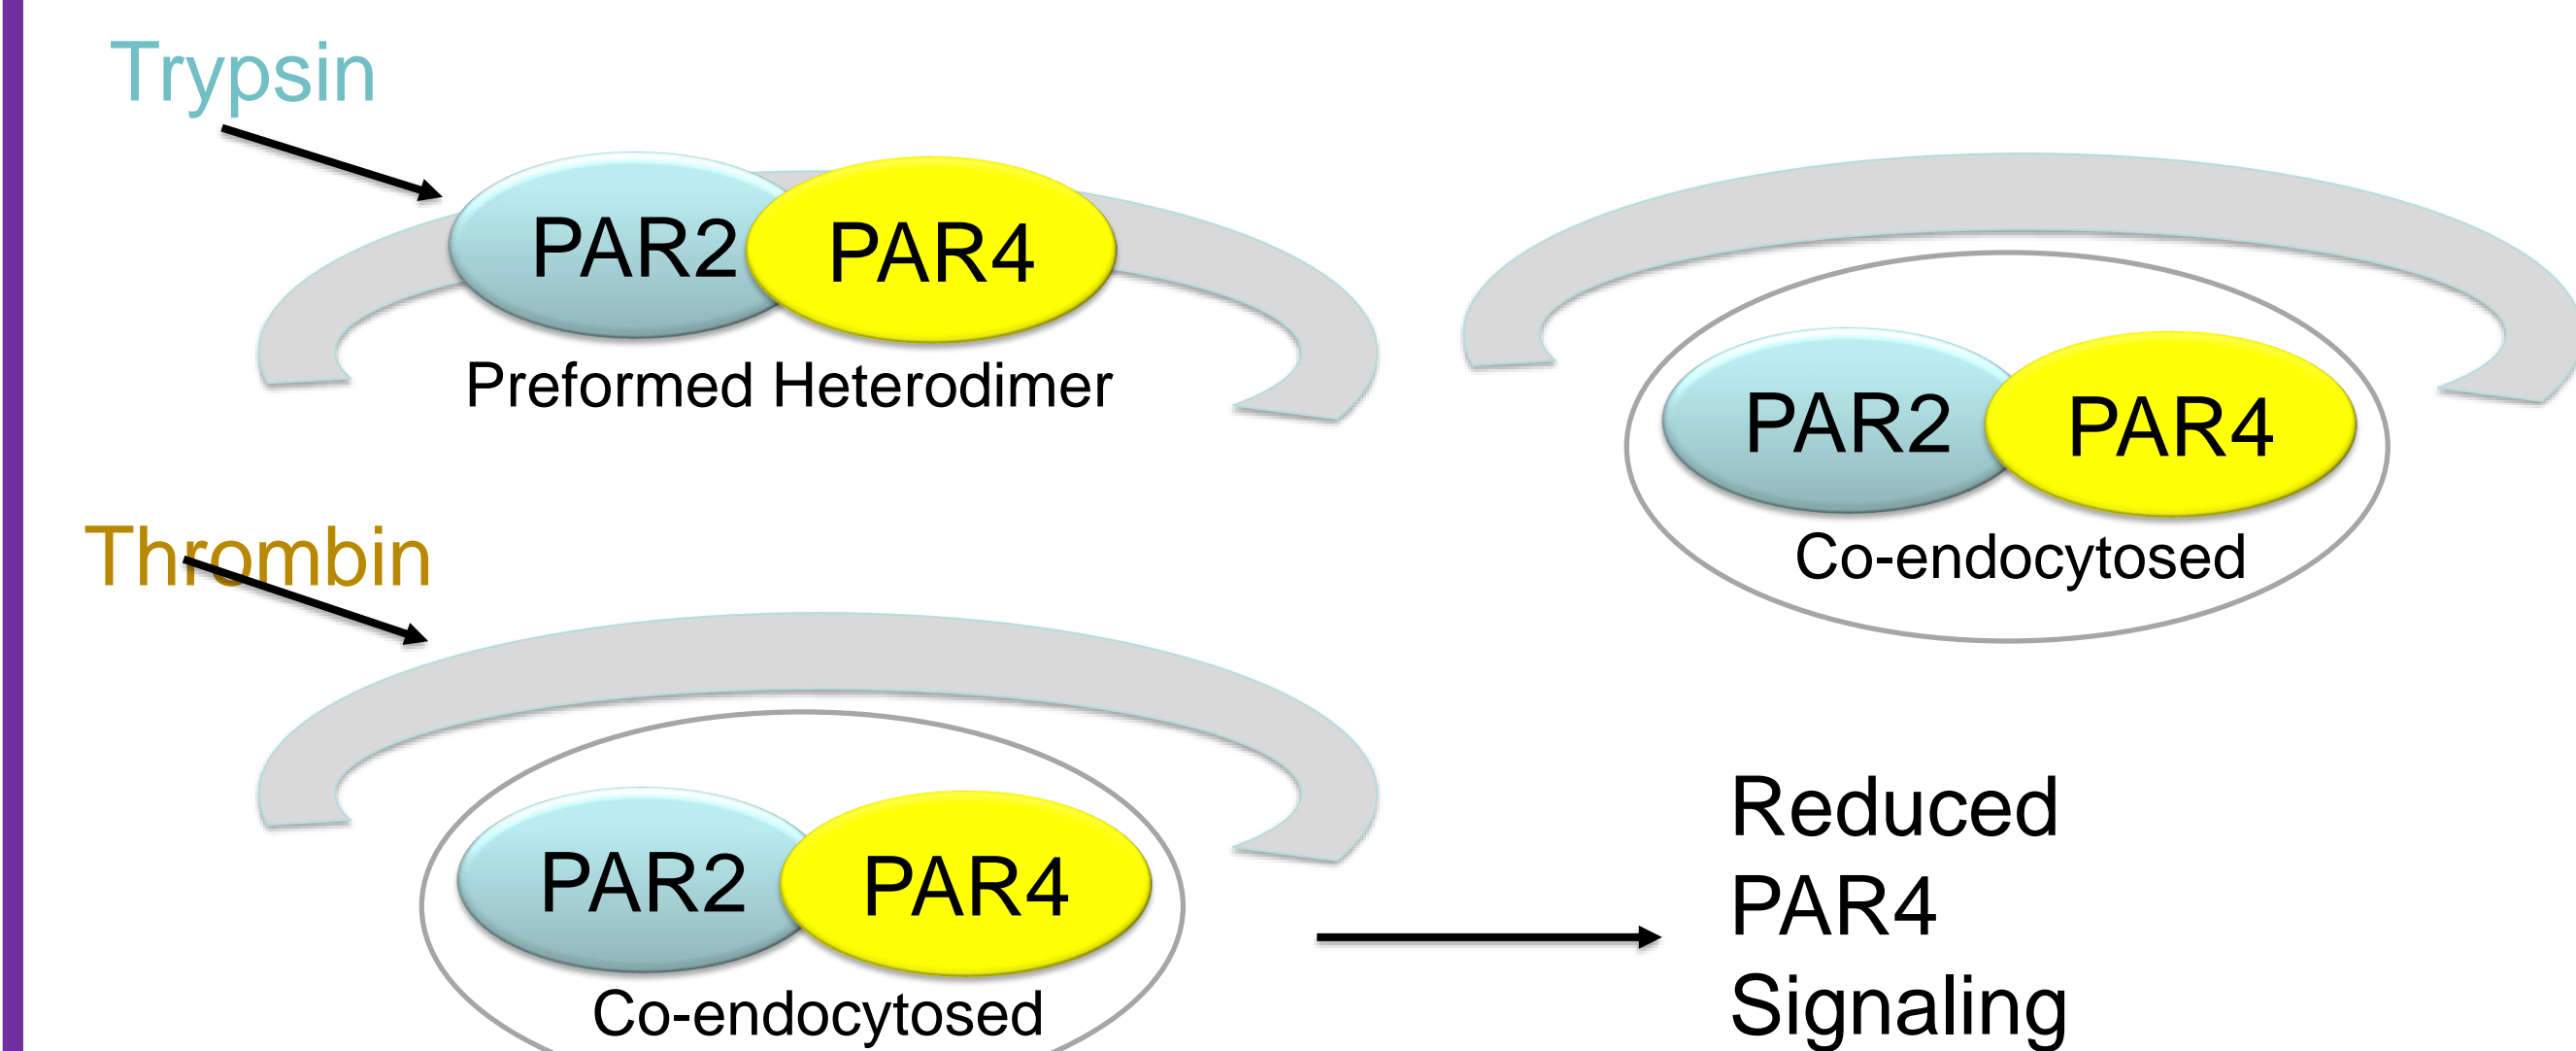 Trypsin
PAR2
PAR4
Preformed Heterodimer
PAR2
PAR4
Co-endocytosed
Thrombin
PAR2
PAR4
Co-endocytosed
Reduced
PAR4
Signaling